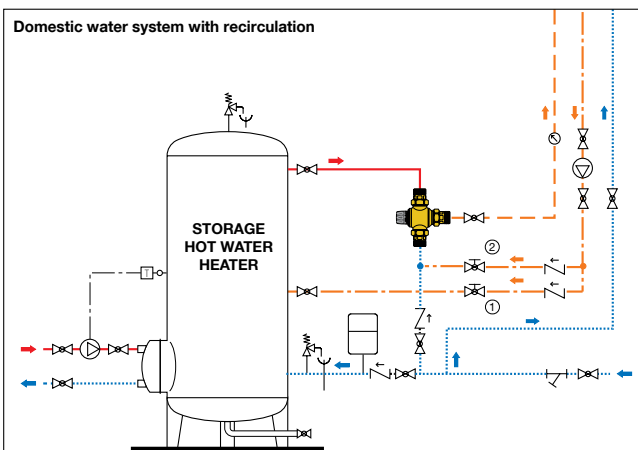 Domestic water system with recirculation
STORAGE
HOT WATER
HEATER
2
T
1